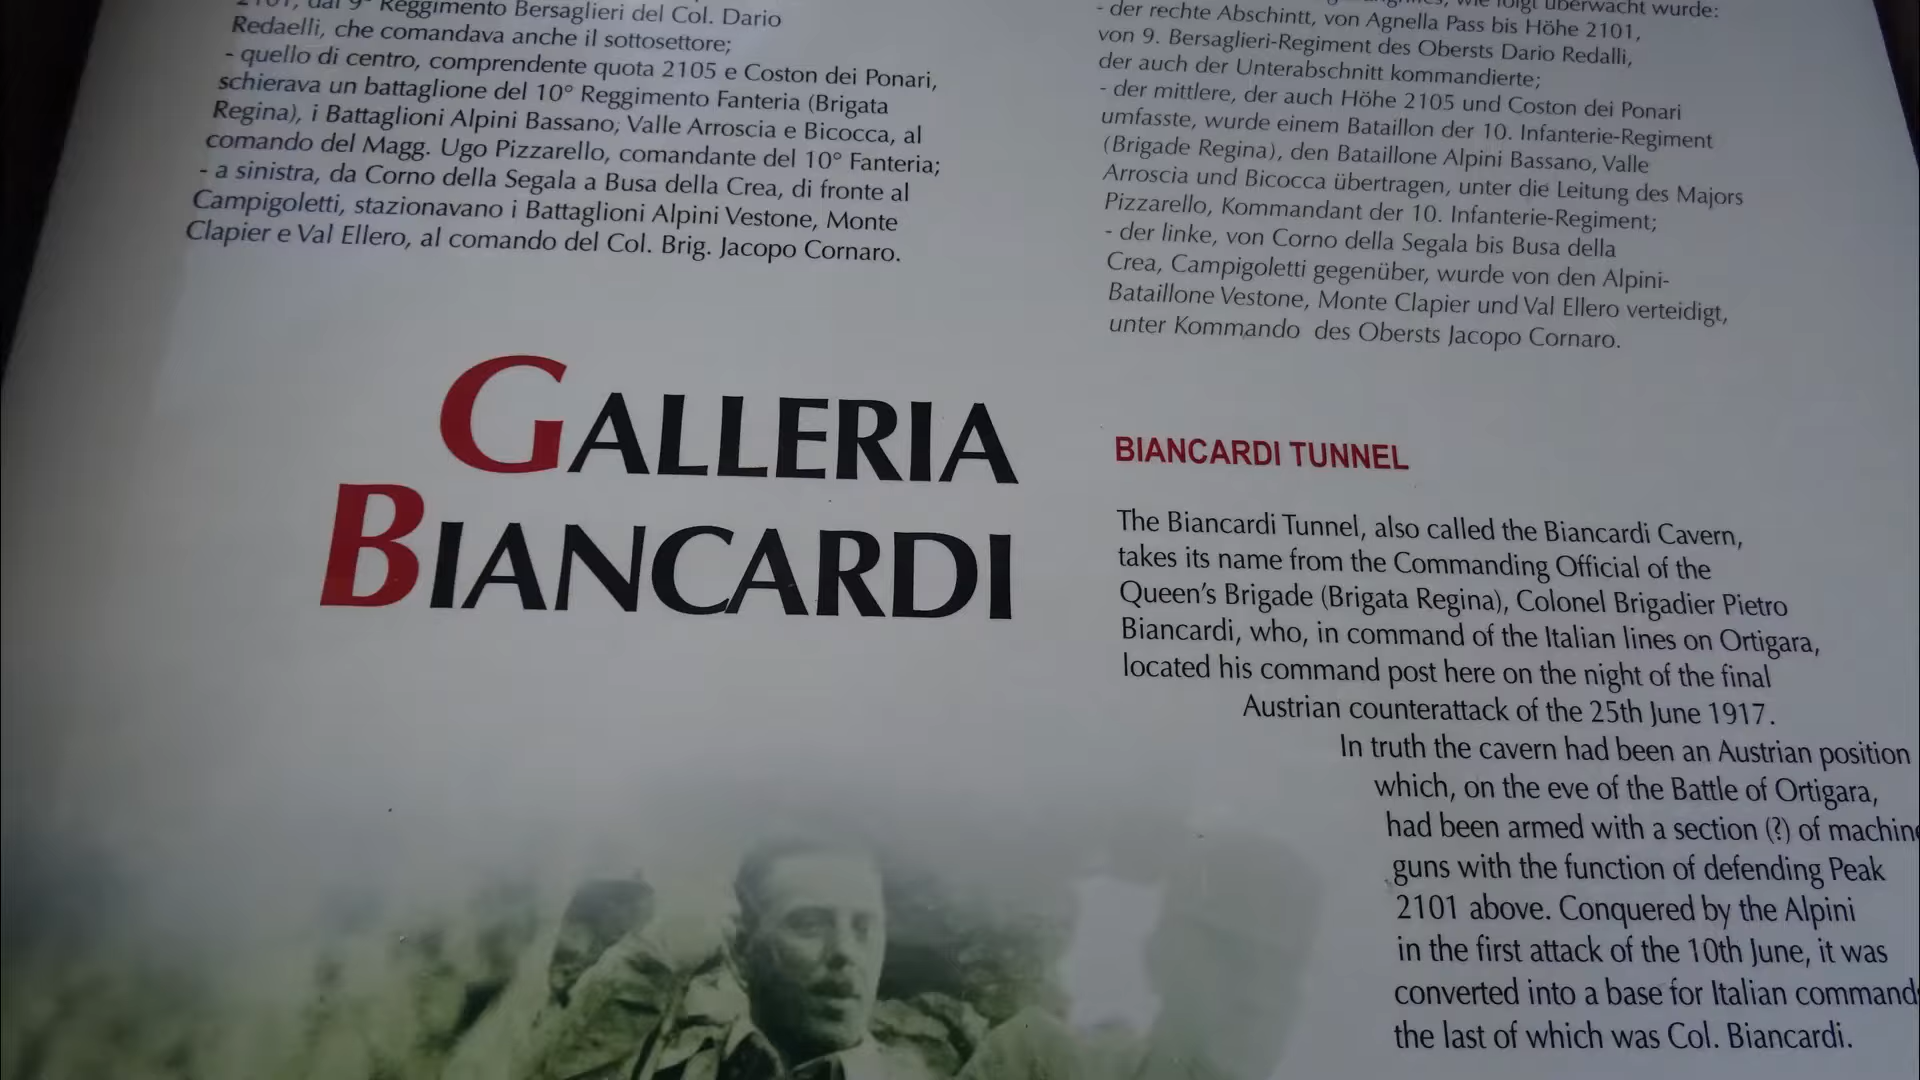 2101, dal 9° Reggimento Bersaglieri del Col. Dario
Redaelli, che comandava anche il sottosettore;
- quello di centro, comprendente quota 2105 e Coston dei Ponari,
schierava un battaglione del 10° Reggimento Fanteria (Brigata
Regina), i Battaglioni Alpini Bassano, Valle Arroscia e Bicocca, al
comando del Magg. Ugo Pizzarello, comandante del 10° Fanteria;
- a sinistra, da Corno della Segala a Busa della Crea, di fronte al
Campigoletti, stazionavano i Battaglioni Alpini Vestone, Monte
Clapier e Val Ellero, al comando del Col. Brig. Jacopo Cornaro.
wie folgt überwacht wurde:
- der rechte Abschintt, von Agnella Pass bis Höhe 2101,
von 9. Bersaglieri-Regiment des Obersts Dario Redalli,
der auch der Unterabschnitt kommandierte;
- der mittlere, der auch Höhe 2105 und Coston dei Ponari
umfasste, wurde einem Bataillon der 10. Infanterie-Regiment
(Brigade Regina), den Bataillone Alpini Bassano, Valle
Arroscia und Bicocca übertragen, unter die Leitung des Majors
Pizzarello, Kommandant der 10. Infanterie-Regiment;
- der linke, von Corno della Segala bis Busa della
Crea, Campigoletti gegenüber, wurde von den Alpini-
Bataillone Vestone, Monte Clapier und Val Ellero verteidigt,
unter Kommando des Obersts Jacopo Cornaro.
GALLERIA
BIANCARDI
BIANCARDI TUNNEL
The Biancardi Tunnel, also called the Biancardi Cavern,
takes its name from the Commanding Official of the
Queen's Brigade (Brigata Regina), Colonel Brigadier Pietro
Biancardi, who, in command of the Italian lines on Ortigara,
located his command post here on the night of the final
Austrian counterattack of the 25th June 1917.
In truth the cavern had been an Austrian position
which, on the eve of the Battle of Ortigara,
had been armed with a section (?) of machine
guns with the function of defending Peak
2101 above. Conquered by the Alpini
in the first attack of the 10th June, it was
converted into a base for Italian command
the last of which was Col. Biancardi.